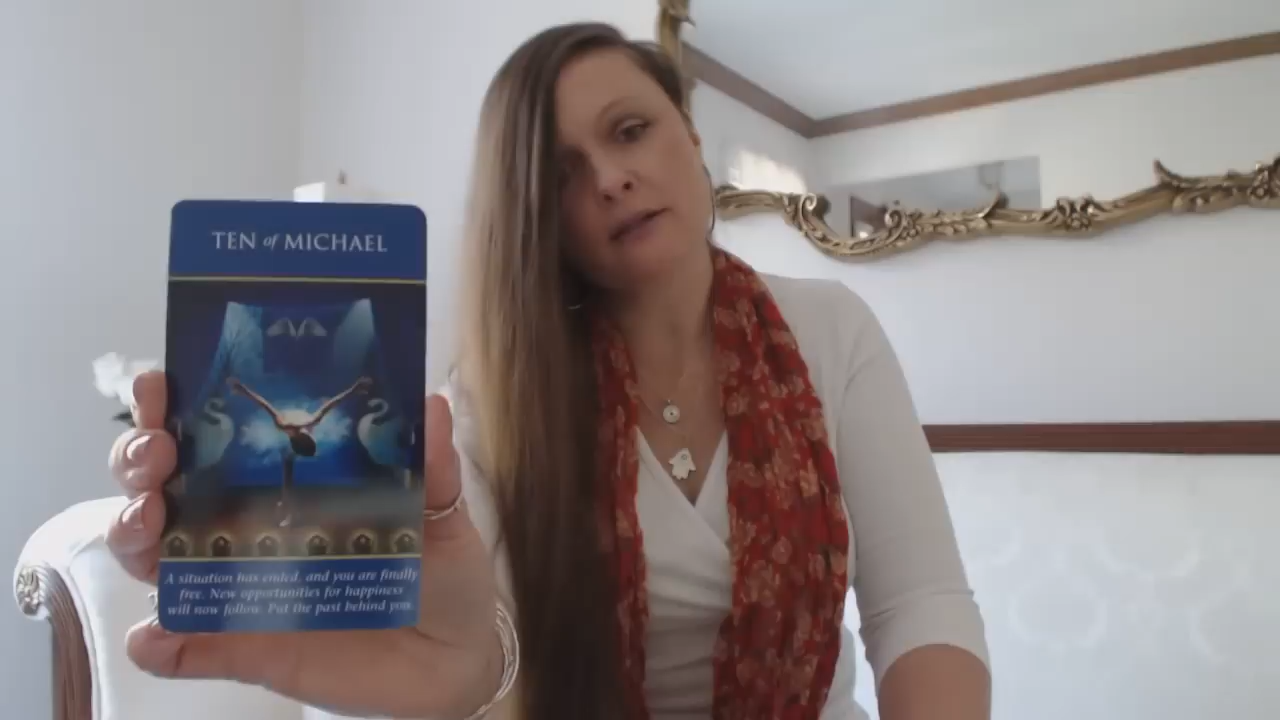 TEN of MICHAEL
A situation has ended, and you are finally
free. New opportunities for happiness
will now follow. Put the past behind you.